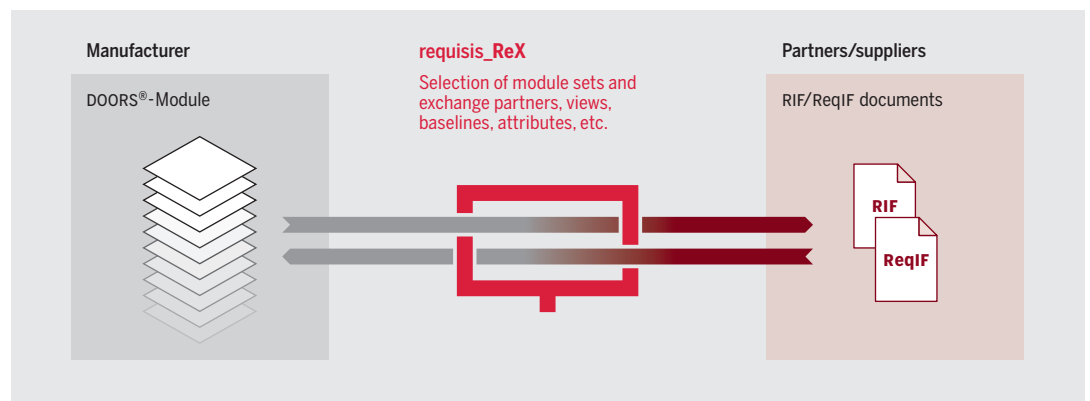 Manufacturer
DOORS®-Module
requisis_ReX
Selection of module sets and
exchange partners, views,
baselines, attributes, etc.
Partners/suppliers
RIF/ReqIF documents
RIF
ReqIF